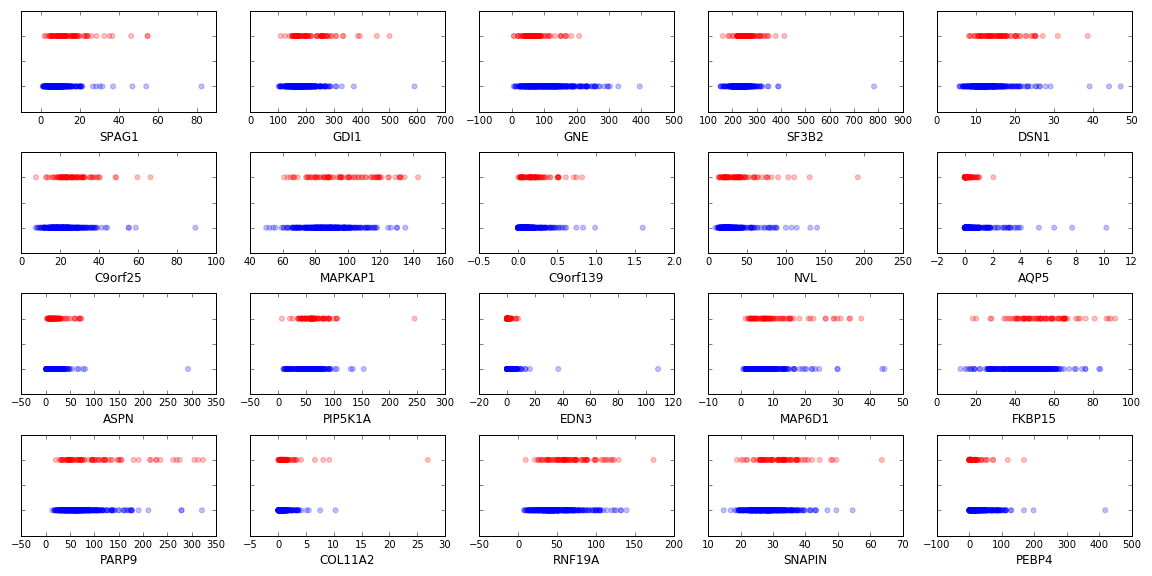 0 20 40 60 80
0 100 200 300 400 500 600 700
-100 0 100 200 300 400 500
100 200 300 400 500 600 700 800 900
0 10 20 30 40 50
SPAG1 GDI1 GNE SF3B2 DSN1
0 20 40 60 80 100
40 60 80 100 120 140 160
−0.5 0.0 0.5 1.0 1.5 2.0
0 50 100 150 200 250
−2 0 2 4 6 8 10 12
C9orf25 MAPKAP1 C9orf139 NVL AQP5
−50 0 50 100 150 200 250 300 350
−50 0 50 100 150 200 250 300
−20 0 20 40 60 80 100 120
−10 0 10 20 30 40 50
0 20 40 60 80 100
ASPN PIP5K1A EDN3 MAP6D1 FKBP15
−50 0 50 100 150 200 250 300 350
−5 0 5 10 15 20 25 30
−50 0 50 100 150 200
10 20 30 40 50 60 70
−100 0 100 200 300 400 500
PARP9 COL11A2 RNF19A SNAPIN PEBP4